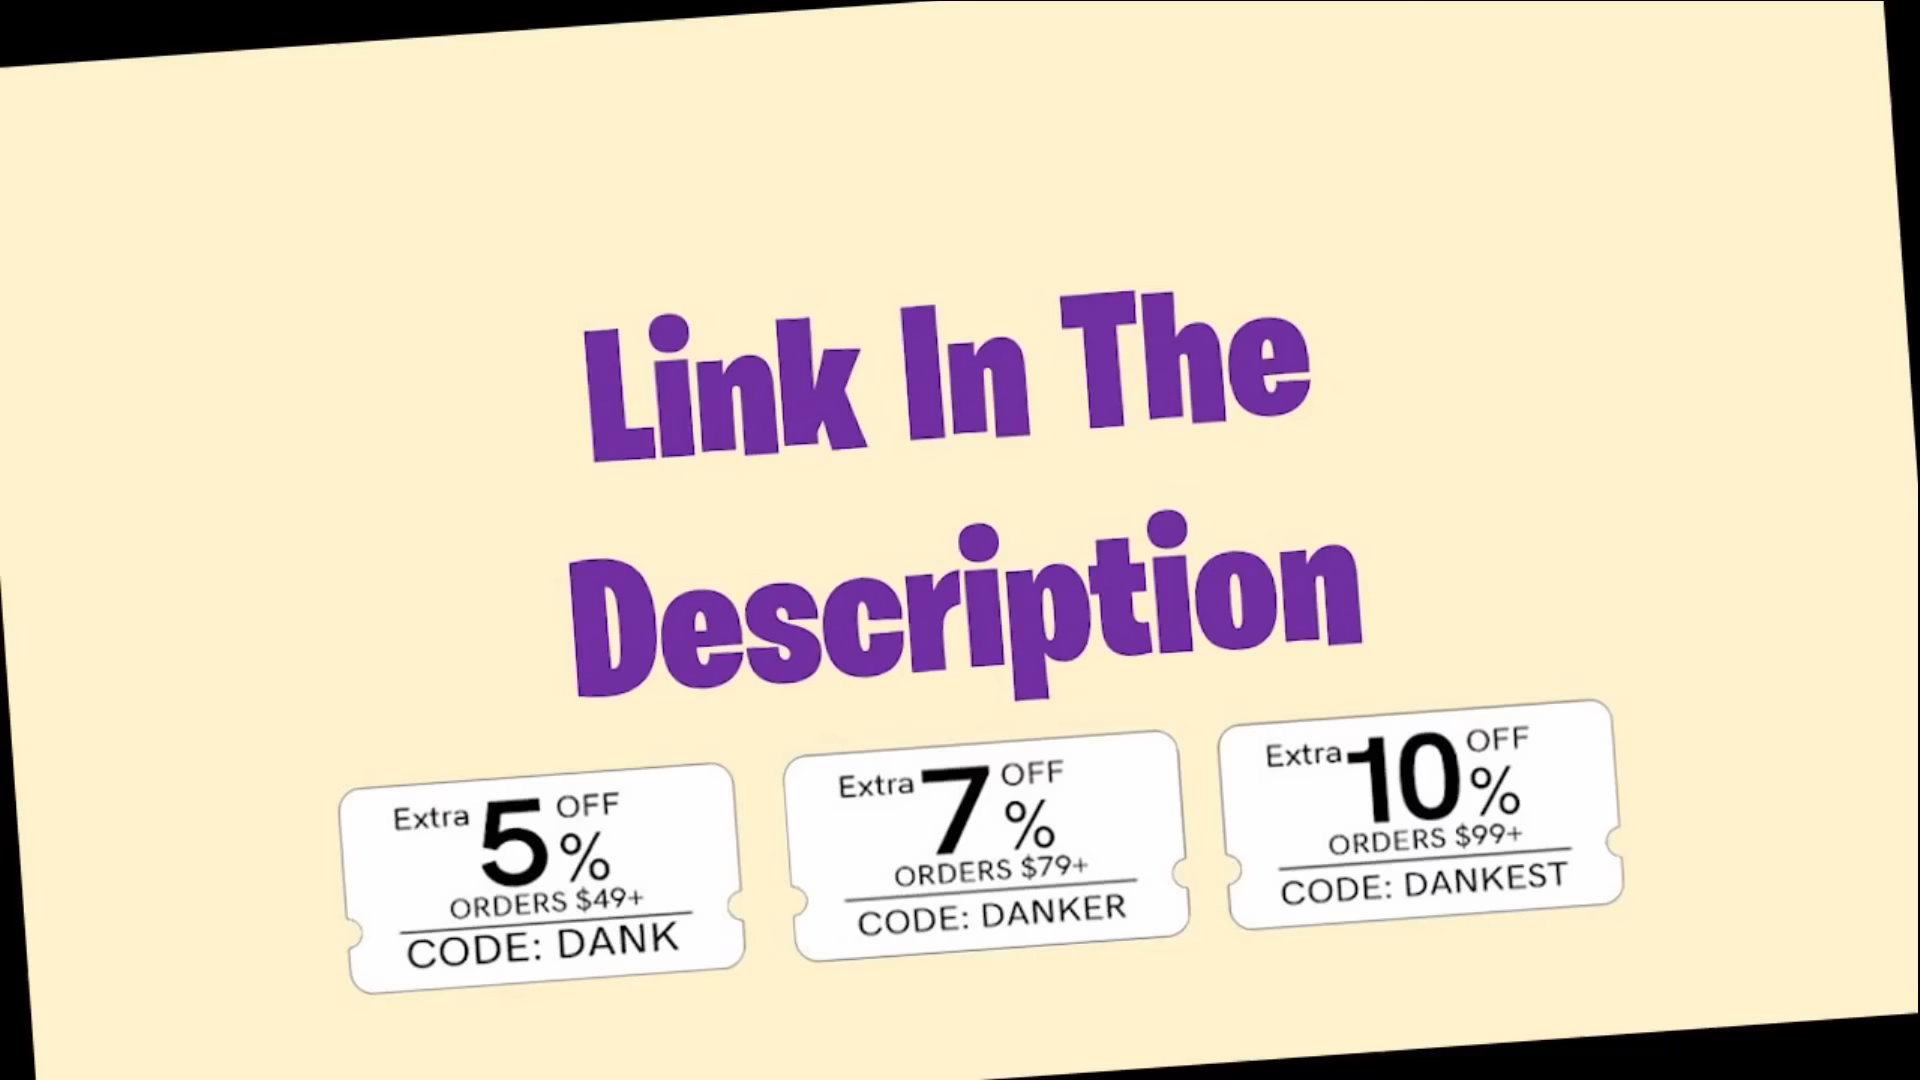 Link In The
Description
Extra 5% OFF
ORDERS $49+
CODE: DANK
Extra 7% OFF
ORDERS $79+
CODE: DANKER
Extra 10% OFF
ORDERS $99+
CODE: DANKEST